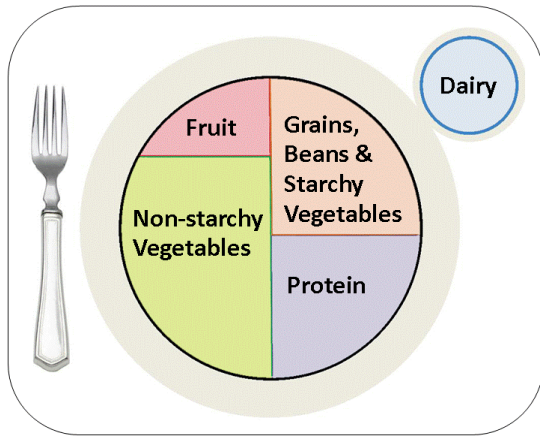 Dairy
Fruit
Grains,
Beans &
Starchy
Vegetables
Non-starchy
Vegetables
Protein